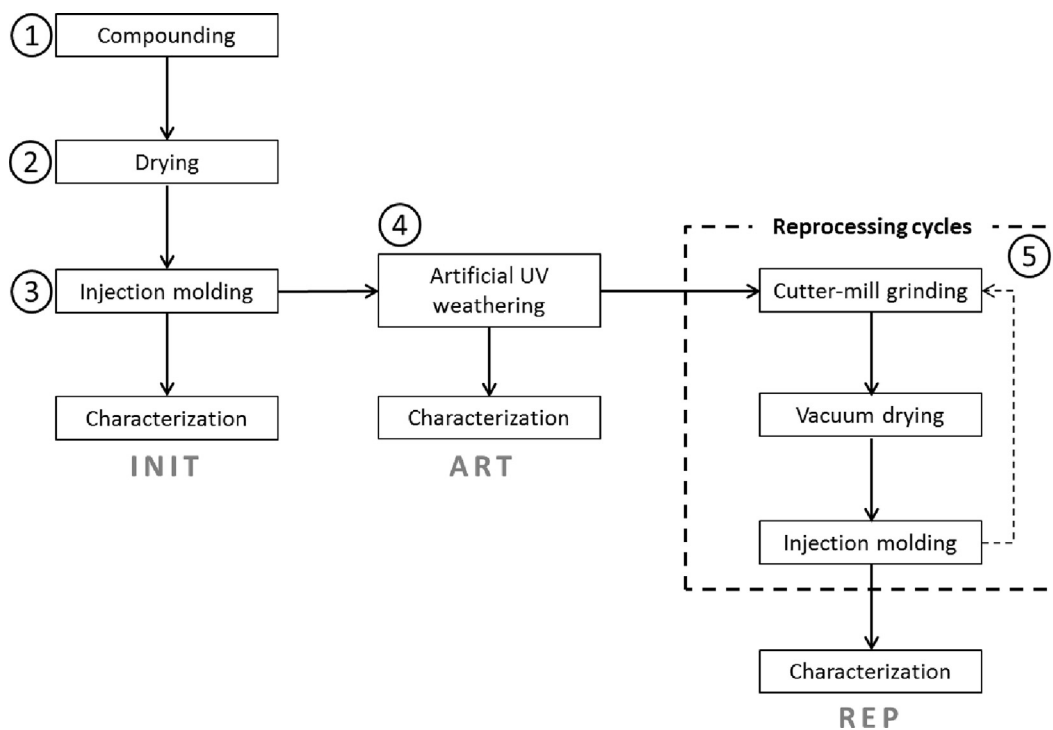 1
Compounding
2
Drying
3
Injection molding
Characterization
INIT
4
Artificial UV
weathering
Characterization
ART
Reprocessing cycles
5
Cutter-mill grinding
Vacuum drying
Injection molding
Characterization
REP